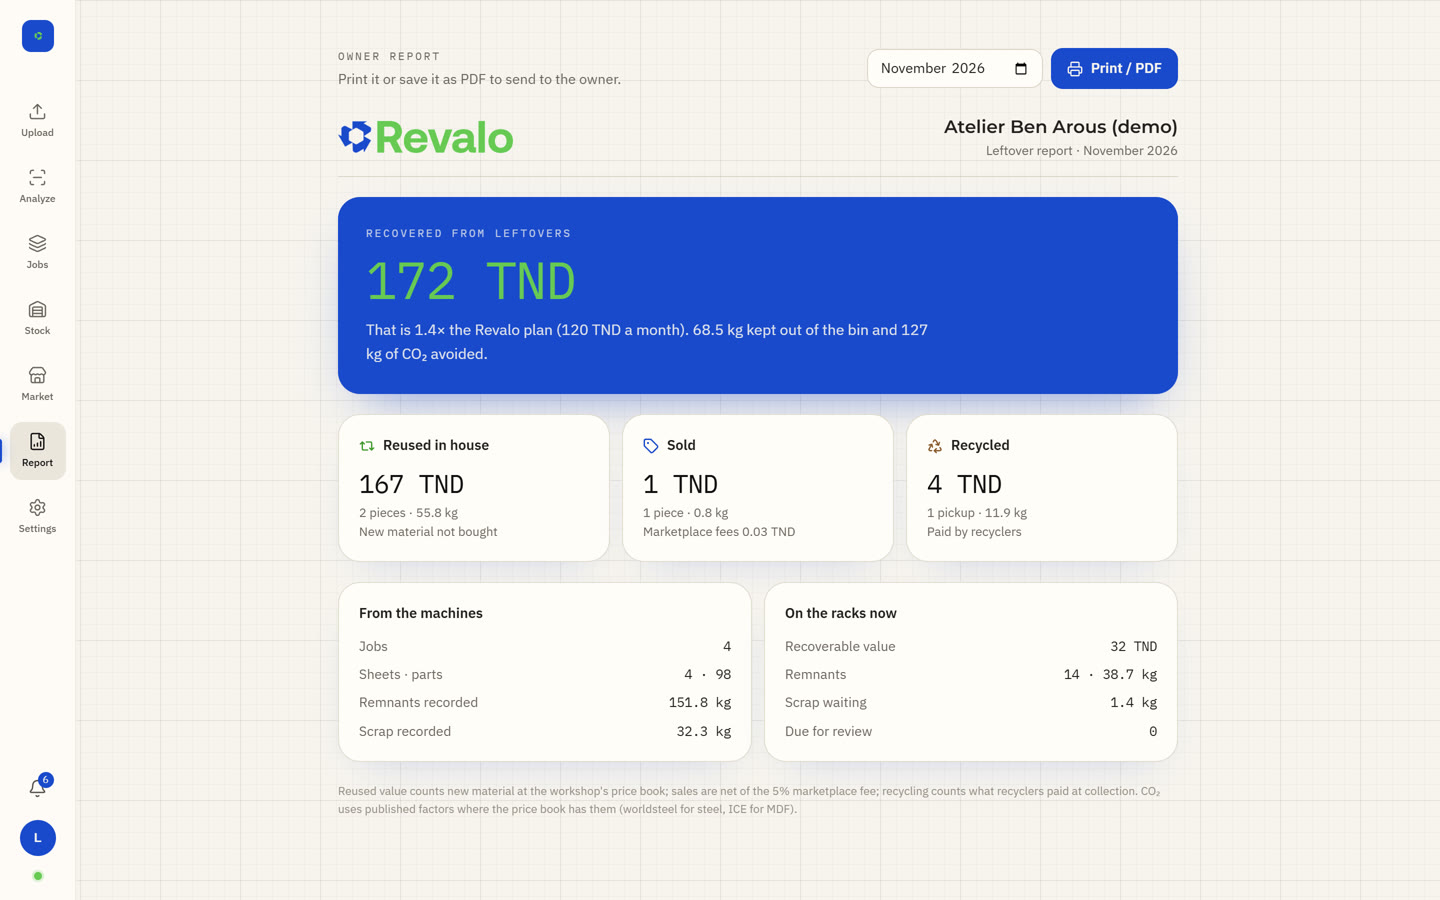 OWNER REPORT
Print it or save it as PDF to send to the owner.
November 2026
Print / PDF
Upload
Analyze
Jobs
Stock
Market
Report
Settings
6
L
Revalo
Atelier Ben Arous (demo)
Leftover report · November 2026
RECOVERED FROM LEFTOVERS
172 TND
That is 1.4× the Revalo plan (120 TND a month). 68.5 kg kept out of the bin and 127
kg of CO₂ avoided.
Reused in house
167 TND
2 pieces · 55.8 kg
New material not bought
Sold
1 TND
1 piece · 0.8 kg
Marketplace fees 0.03 TND
Recycled
4 TND
1 pickup · 11.9 kg
Paid by recyclers
From the machines
Jobs 4
Sheets · parts 4 · 98
Remnants recorded 151.8 kg
Scrap recorded 32.3 kg
On the racks now
Recoverable value 32 TND
Remnants 14 · 38.7 kg
Scrap waiting 1.4 kg
Due for review 0
Reused value counts new material at the workshop's price book; sales are net of the 5% marketplace fee; recycling counts what recyclers paid at collection. CO₂
uses published factors where the price book has them (worldsteel for steel, ICE for MDF).